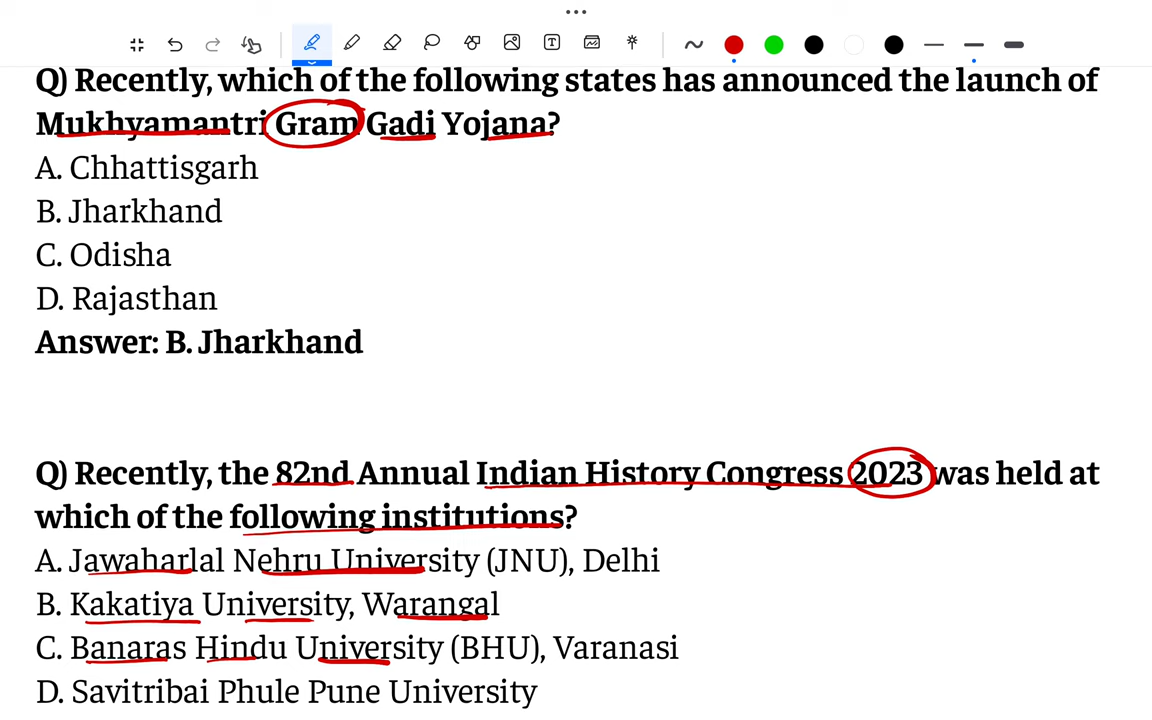 Q) Recently, which of the following states has announced the launch of
Mukhyamantri Gram Gadi Yojana?
A. Chhattisgarh
B. Jharkhand
C. Odisha
D. Rajasthan
Answer: B. Jharkhand
Q) Recently, the 82nd Annual Indian History Congress 2023 was held at
which of the following institutions?
A. Jawaharlal Nehru University (JNU), Delhi
B. Kakatiya University, Warangal
C. Banaras Hindu University (BHU), Varanasi
D. Savitribai Phule Pune University